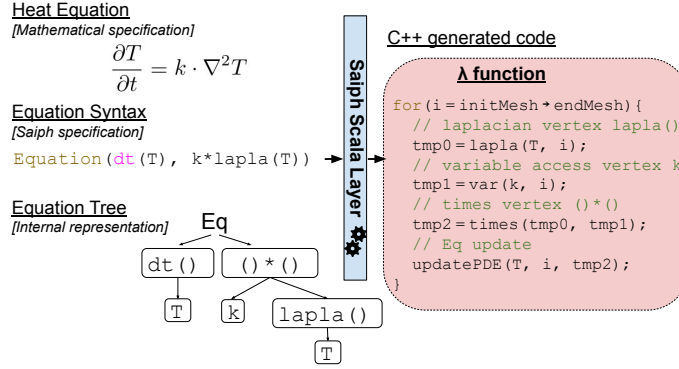 Heat Equation
[Mathematical specification]
∂T/∂t = k · ∇²T
Equation Syntax
[Saiph specification]
Equation(dt(T), k*lapla(T))
Equation Tree
[Internal representation]
Eq
dt()
()*()
T
k
lapla()
T
Saiph Scala Layer
C++ generated code
λ function
for(i=initMesh→endMesh){
// laplacian vertex lapla()
tmp0=lapla(T, i);
// variable access vertex k
tmp1=var(k, i);
// times vertex ()*()
tmp2=times(tmp0, tmp1);
// Eq update
updatePDE(T, i, tmp2);
}